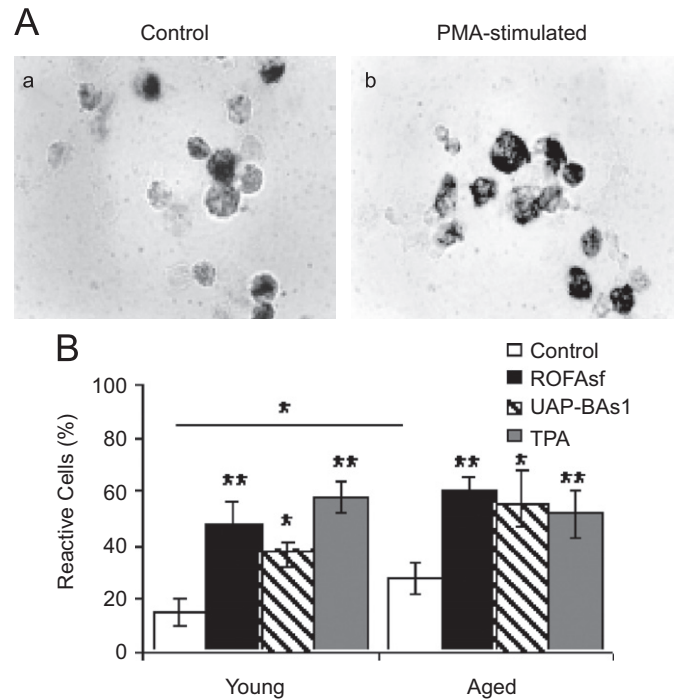 A
Control
PMA-stimulated
a
b
B
Control
ROFAsf
UAP-BAs1
TPA
Reactive Cells (%)
100
80
60
40
20
0
*
**
*
**
**
*
**
Young
Aged